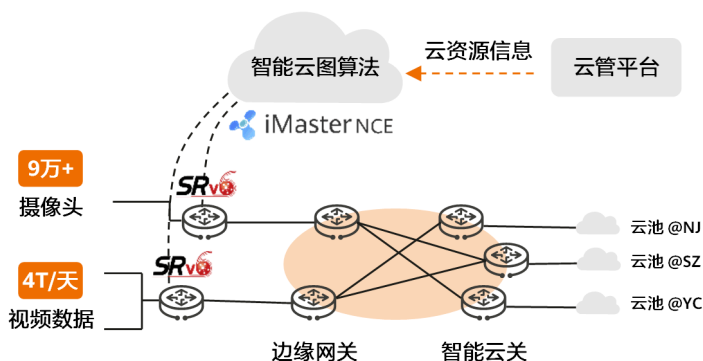 智能云图算法
云资源信息
云管平台
iMaster NCE
9万+
摄像头
SRv6
云池 @NJ
云池 @SZ
SRv6
4T/天
视频数据
云池 @YC
边缘网关
智能云关